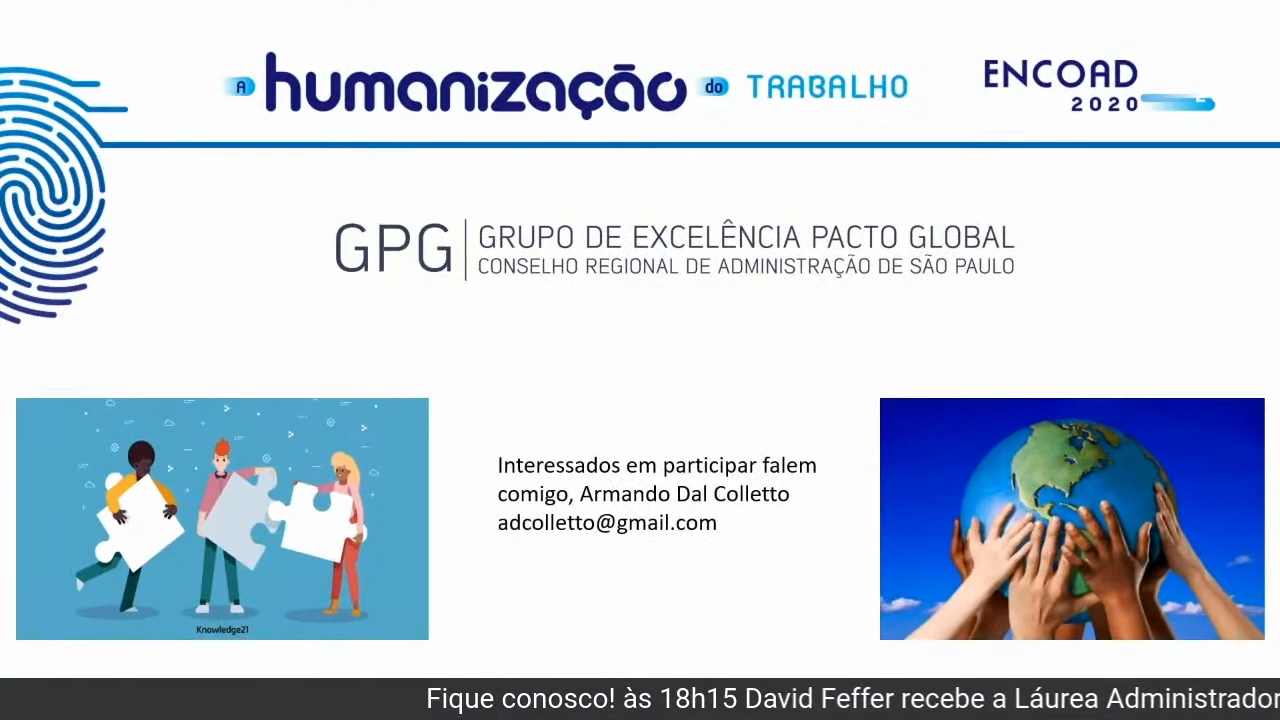 A humanização do TRABALHO
ENCOAD
2020
GPG
GRUPO DE EXCELÊNCIA PACTO GLOBAL
CONSELHO REGIONAL DE ADMINISTRAÇÃO DE SÃO PAULO
Interessados em participar falem
comigo, Armando Dal Colletto
adcolletto@gmail.com
Knowledge21
Fique conosco! às 18h15 David Feffer recebe a Láurea Administrador